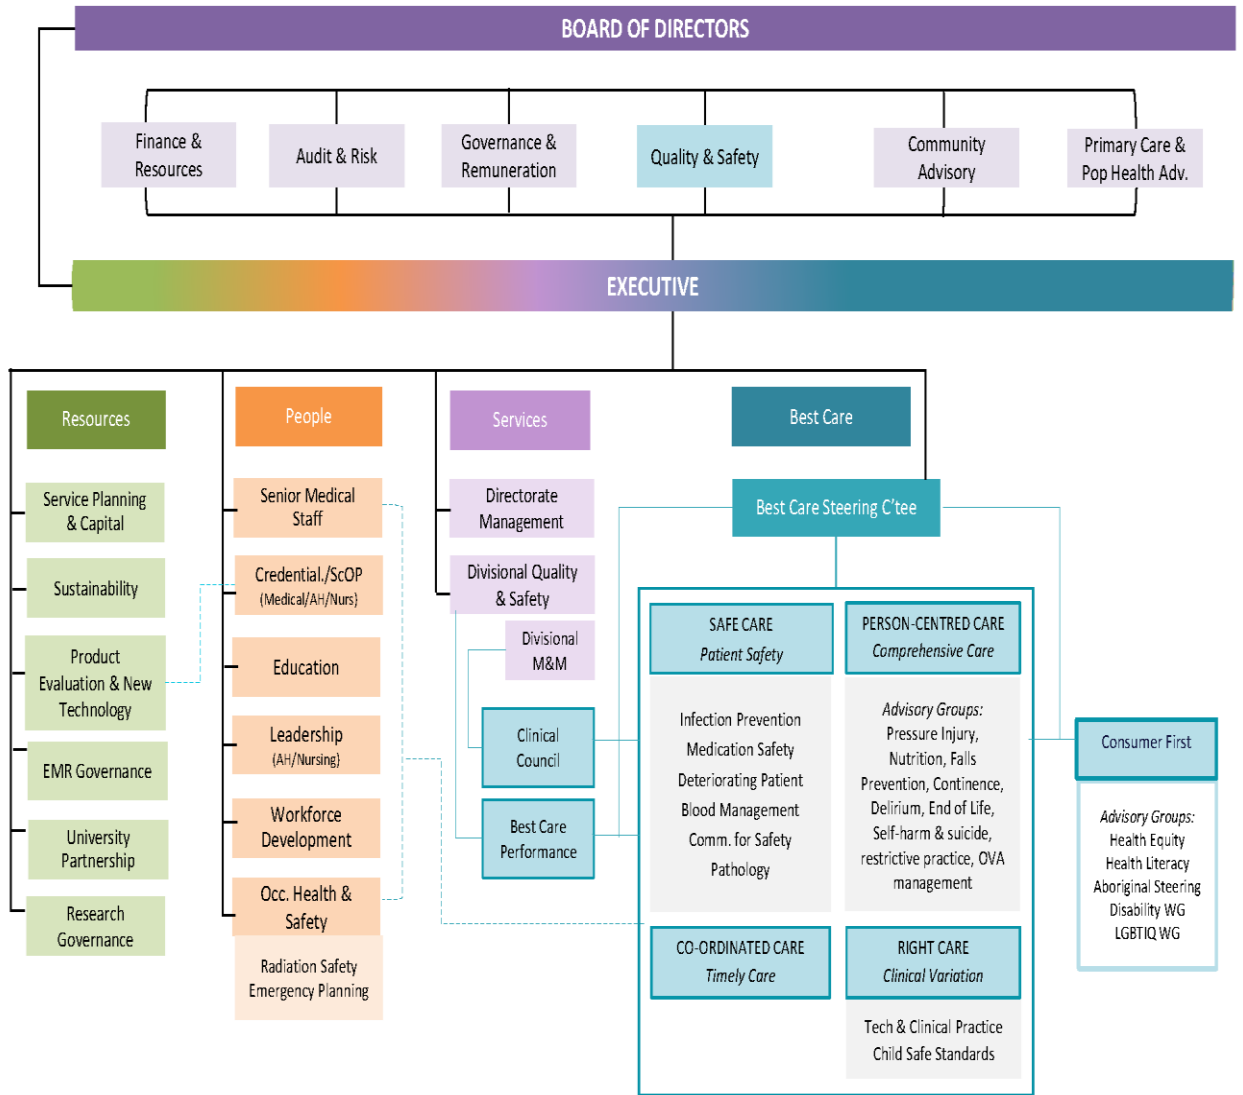 BOARD OF DIRECTORS
Finance &
Resources
Audit & Risk
Governance &
Remuneration
Quality & Safety
Community
Advisory
Primary Care &
Pop Health Adv.
EXECUTIVE
Resources
Service Planning
& Capital
Sustainability
Product
Evaluation & New
Technology
EMR Governance
University
Partnership
Research
Governance
People
Senior Medical
Staff
Credential./ScOP
(Medical/AH/Nurs)
Education
Leadership
(AH/Nursing)
Workforce
Development
Occ. Health &
Safety
Radiation Safety
Emergency Planning
Services
Directorate
Management
Divisional Quality
& Safety
Divisional
M&M
Clinical
Council
Best Care
Performance
Best Care
Best Care Steering C'tee
SAFE CARE
Patient Safety
Infection Prevention
Medication Safety
Deteriorating Patient
Blood Management
Comm. for Safety
Pathology
PERSON-CENTRED CARE
Comprehensive Care
Advisory Groups:
Pressure Injury,
Nutrition, Falls
Prevention, Continence,
Delirium, End of Life,
Self-harm & suicide,
restrictive practice, OVA
management
CO-ORDINATED CARE
Timely Care
RIGHT CARE
Clinical Variation
Tech & Clinical Practice
Child Safe Standards
Consumer First
Advisory Groups:
Health Equity
Health Literacy
Aboriginal Steering
Disability WG
LGBTIQ WG